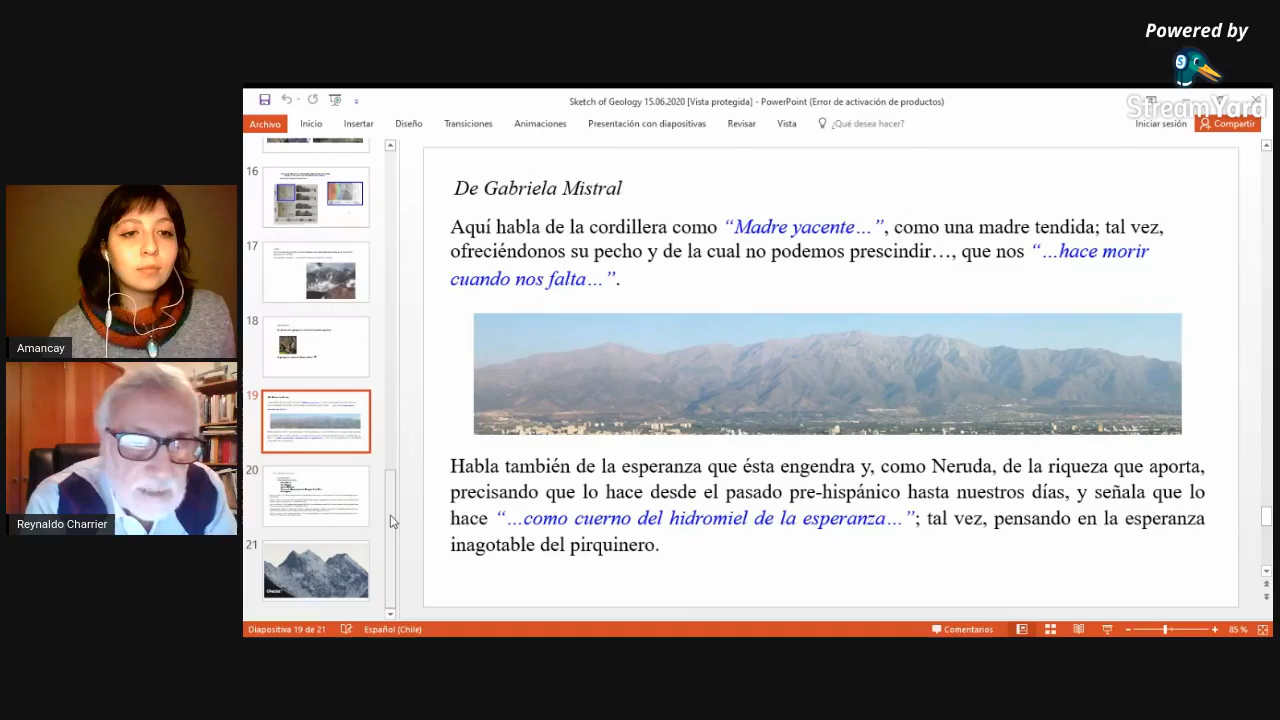 Powered by
StreamYard
Sketch of Geology 15.06.2020 [Vista protegida] - PowerPoint (Error de activación de productos)
Archivo Inicio Insertar Diseño Transiciones Animaciones Presentación con diapositivas Revisar Vista ¿Qué desea hacer? Iniciar sesión Compartir
De Gabriela Mistral
Aquí habla de la cordillera como “Madre yacente…”, como una madre tendida; tal vez,
ofreciéndonos su pecho y de la cual no podemos prescindir…, que nos “…hace morir
cuando nos falta…”.
Habla también de la esperanza que ésta engendra y, como Neruda, de la riqueza que aporta,
precisando que lo hace desde el periodo pre-hispánico hasta nuestros días, y señala que lo
hace “…como cuerno del hidromiel de la esperanza…”; tal vez, pensando en la esperanza
inagotable del pirquinero.
16
17
18
19
20
21
Gracias
Amancay
Reynaldo Charrier
Diapositiva 19 de 21 Español (Chile) Comentarios 85 %